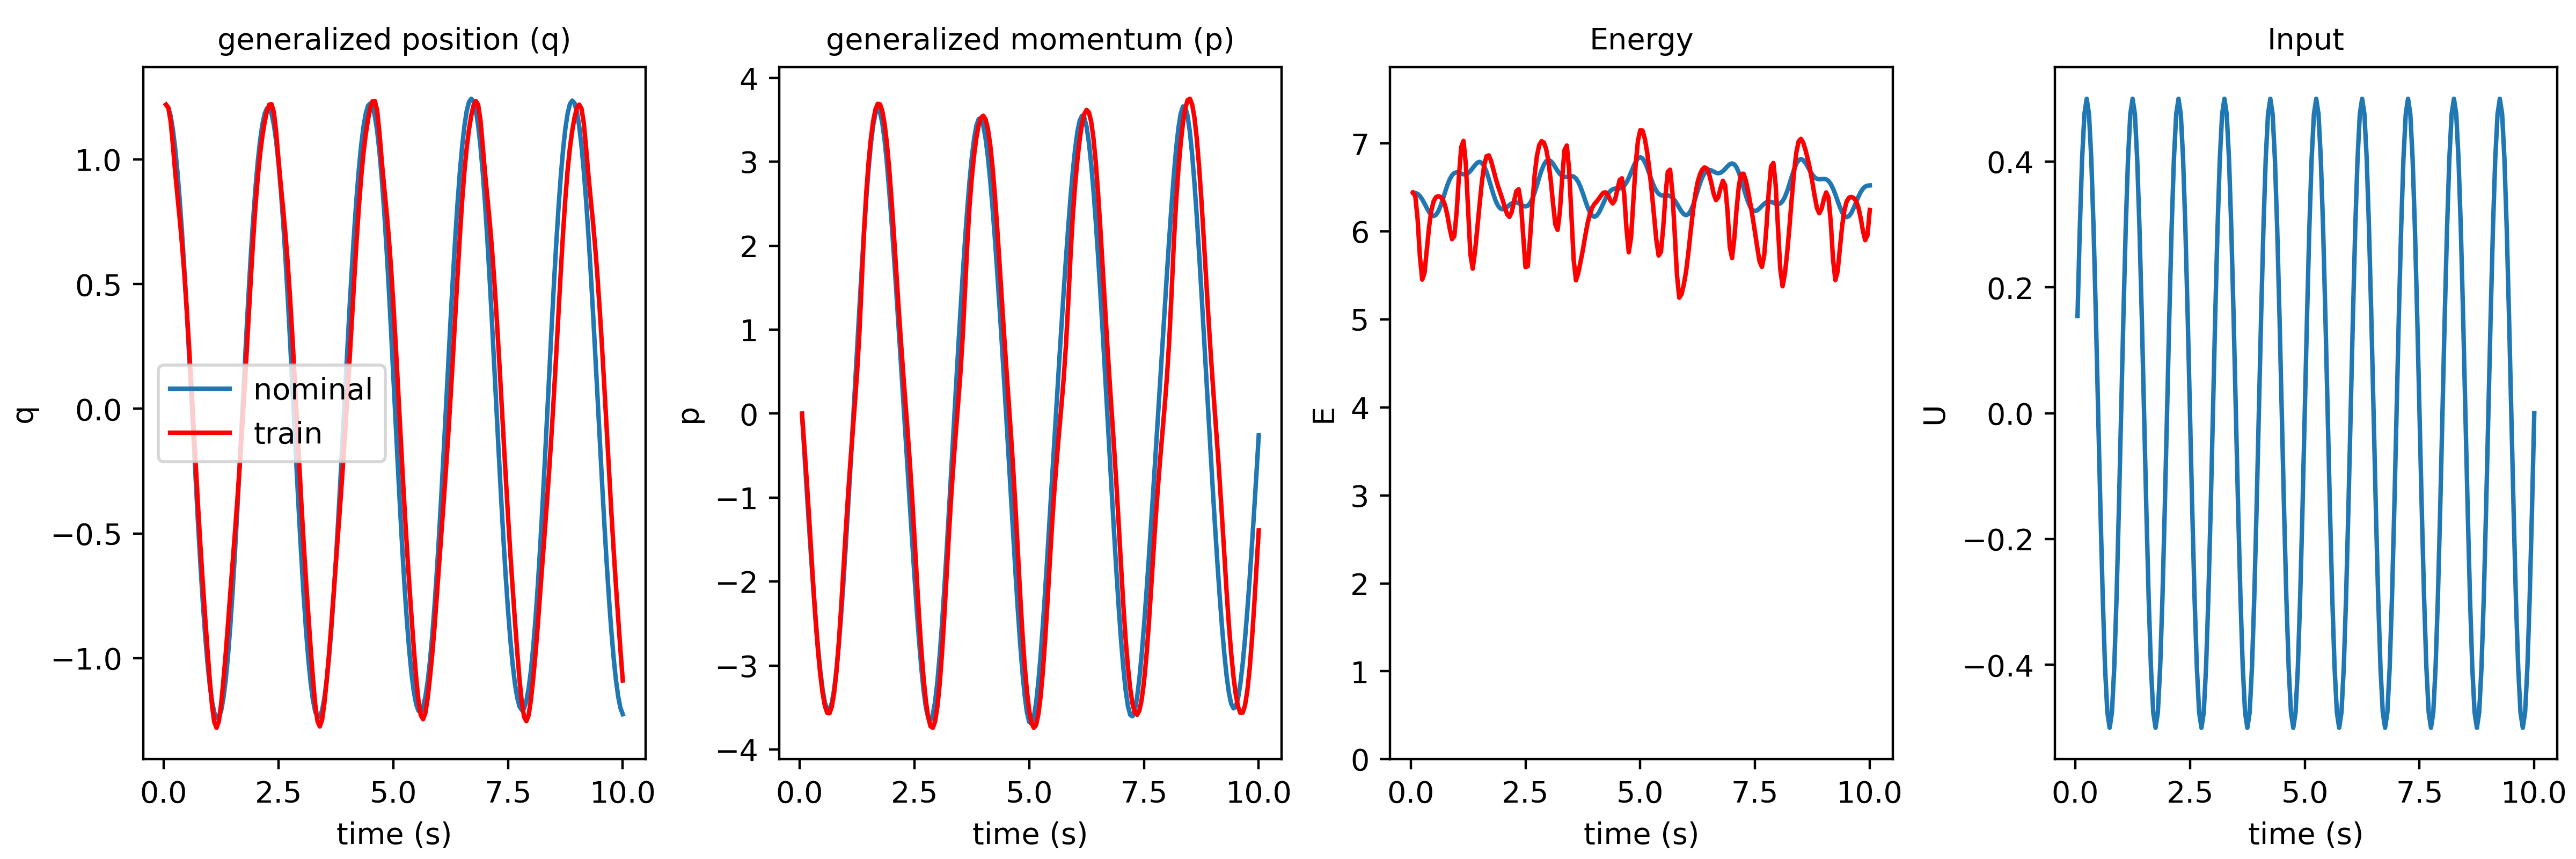 generalized position (q)
q
1.0
0.5
0.0
−0.5
−1.0
nominal
train
0.0 2.5 5.0 7.5 10.0
time (s)
generalized momentum (p)
p
4
3
2
1
0
−1
−2
−3
−4
0.0 2.5 5.0 7.5 10.0
time (s)
Energy
E
7
6
5
4
3
2
1
0
0.0 2.5 5.0 7.5 10.0
time (s)
Input
U
0.4
0.2
0.0
−0.2
−0.4
0.0 2.5 5.0 7.5 10.0
time (s)